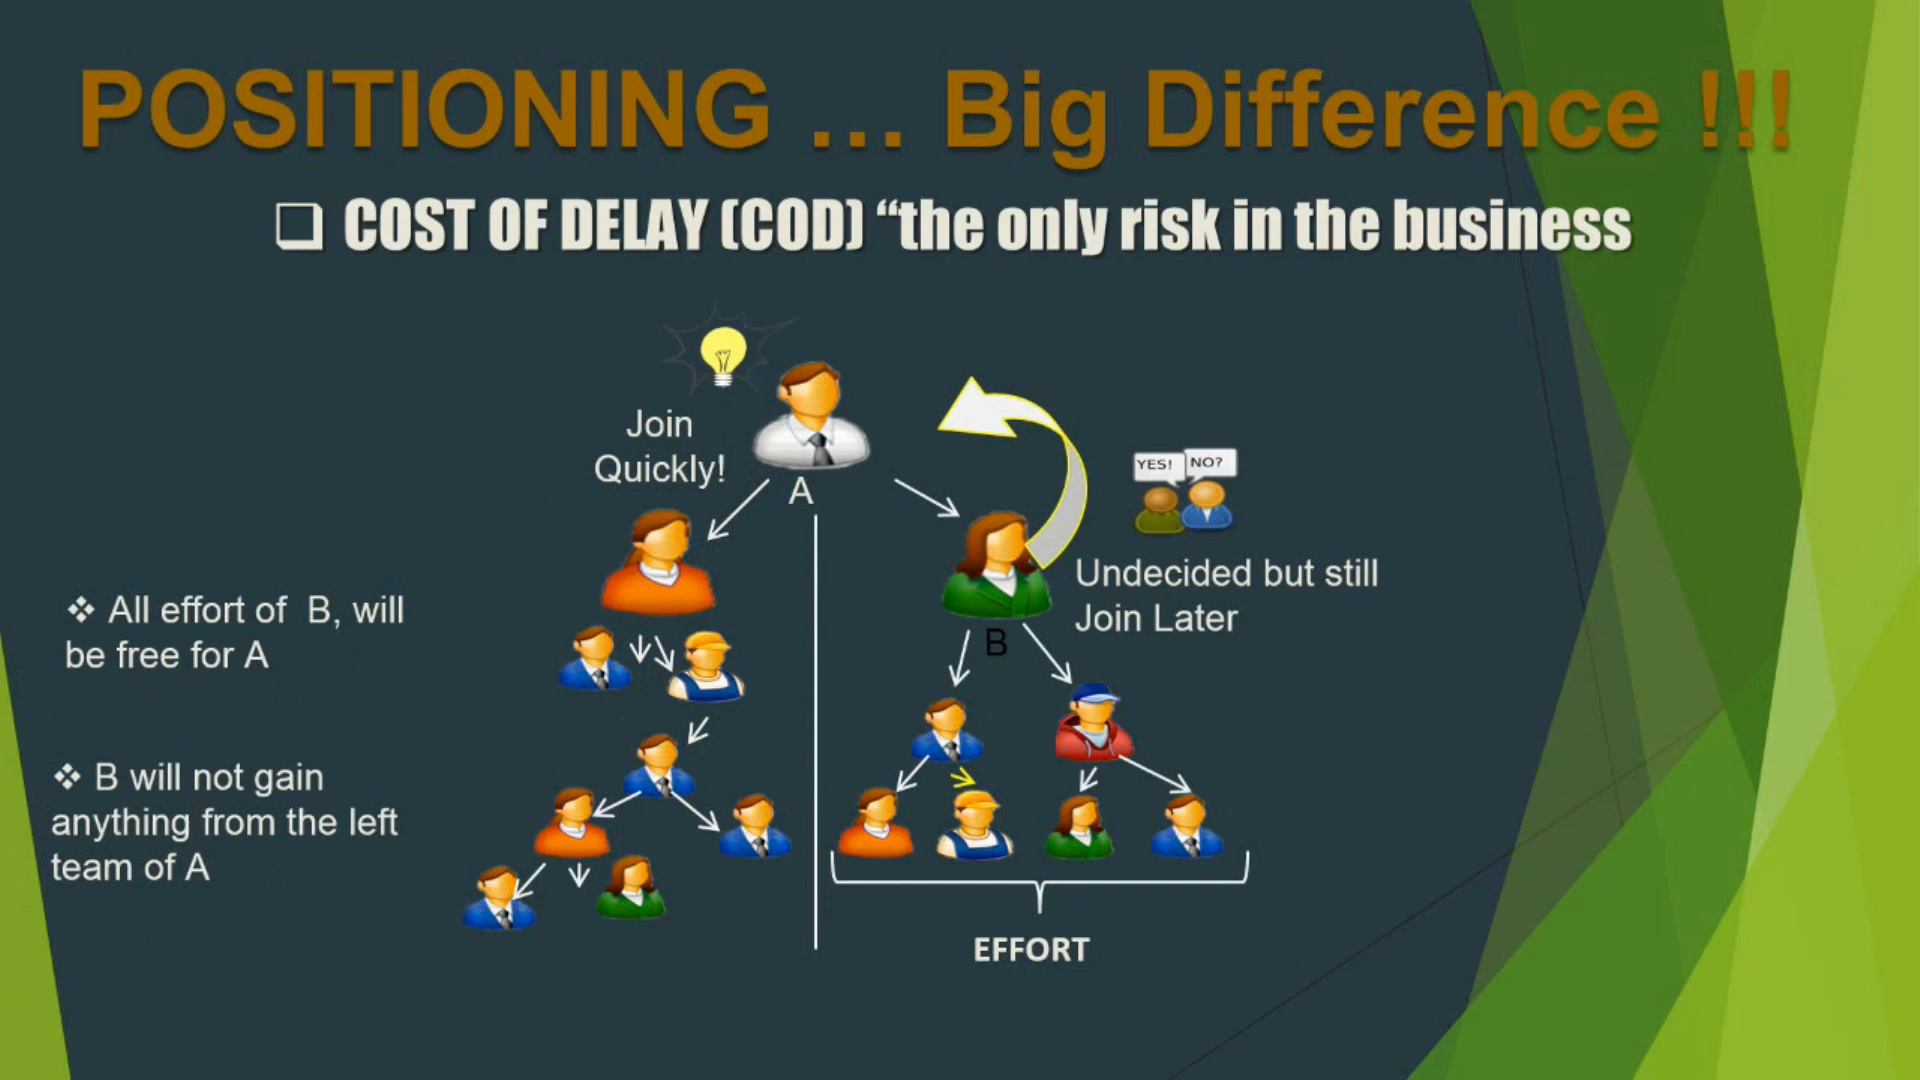 POSITIONING ... Big Difference !!!
❑ COST OF DELAY (COD) “the only risk in the business
Join
Quickly!
A
YES! NO?
Undecided but still
Join Later
B
❖ All effort of B, will
be free for A
❖ B will not gain
anything from the left
team of A
EFFORT